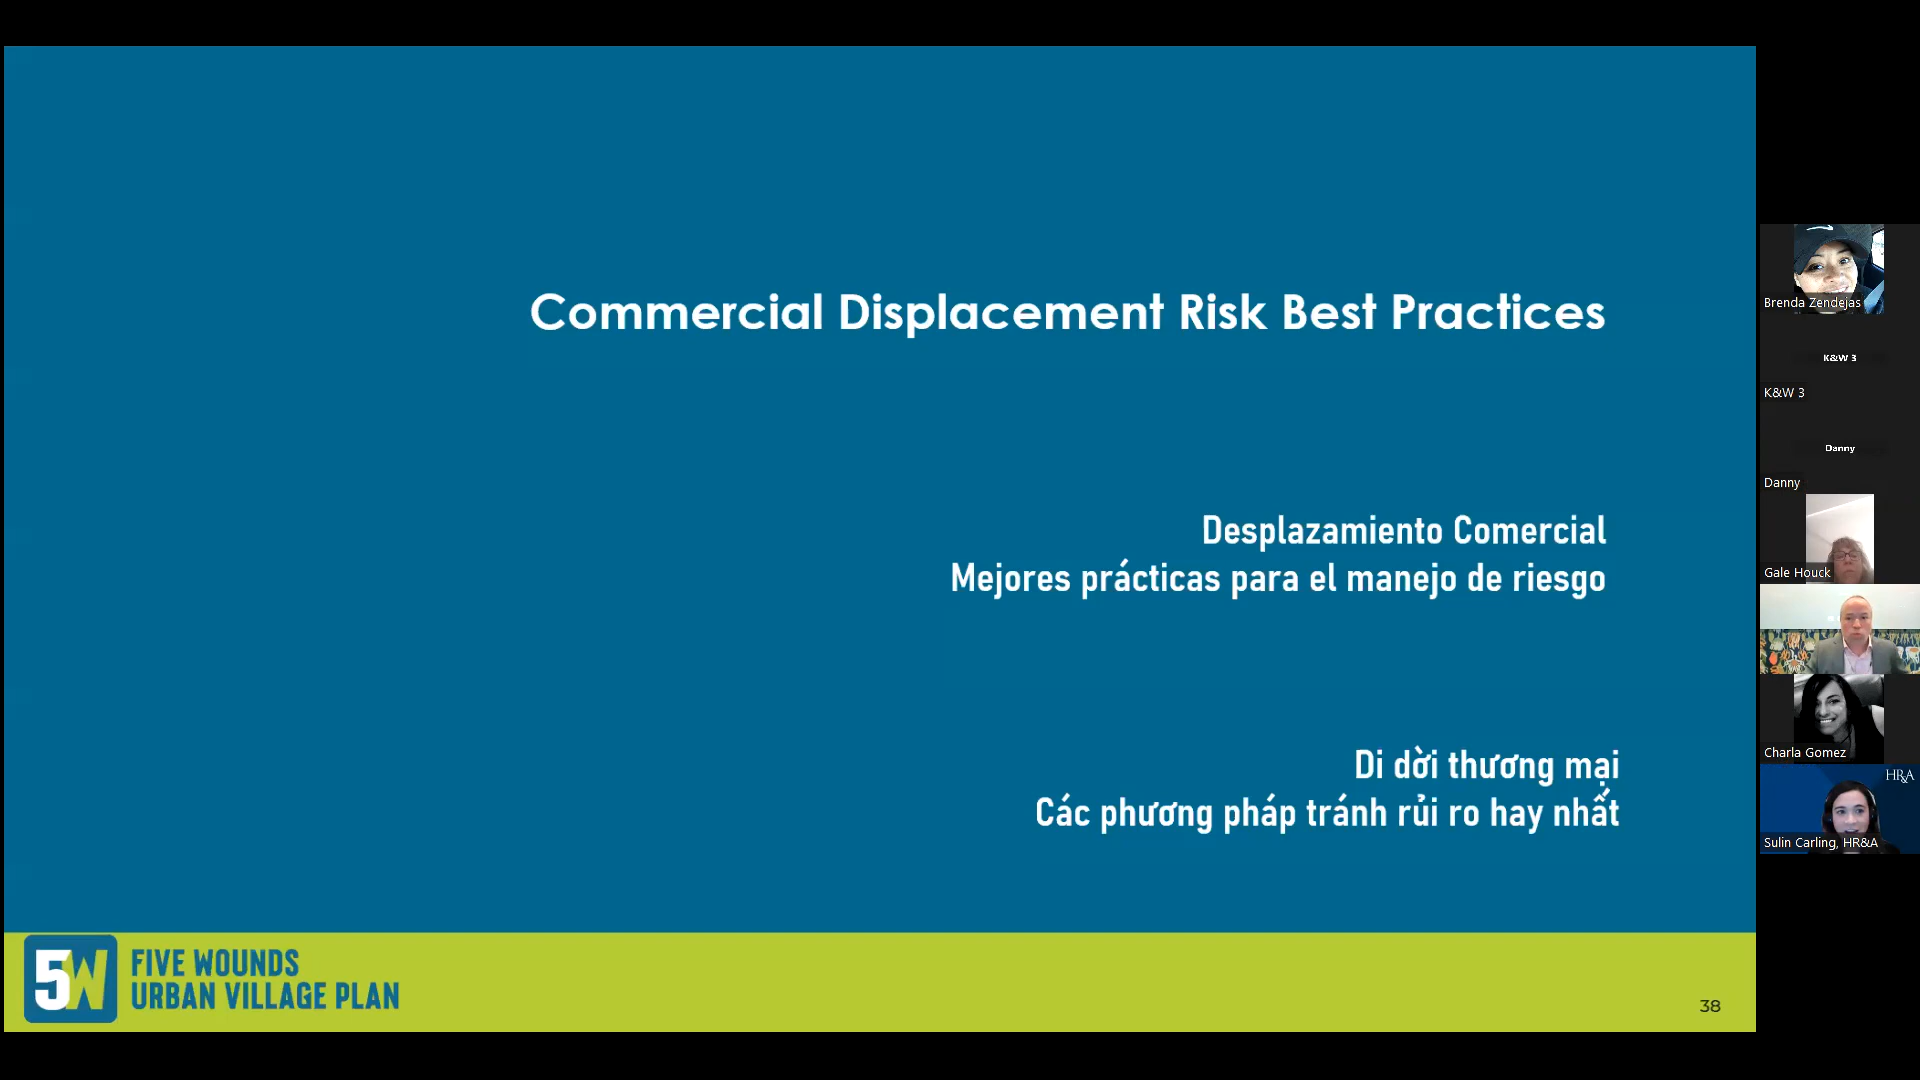 Commercial Displacement Risk Best Practices
Desplazamiento Comercial
Mejores prácticas para el manejo de riesgo
Di dời thương mại
Các phương pháp tránh rủi ro hay nhất
5W
FIVE WOUNDS
URBAN VILLAGE PLAN
38
Brenda Zendejas
K&W 3
K&W 3
Danny
Danny
Gale Houck
Charla Gomez
HR&A
Sulin Carling, HR&A